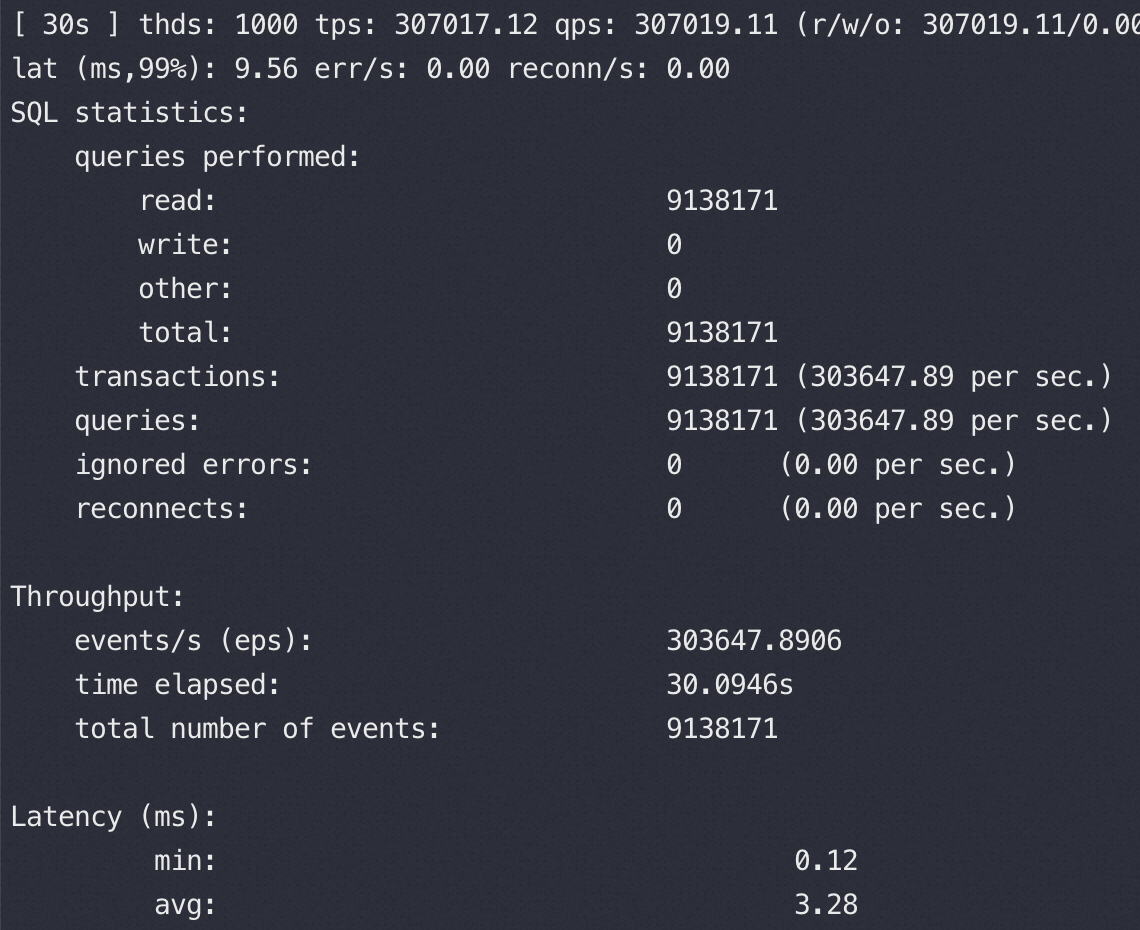 [ 30s ] thds: 1000 tps: 307017.12 qps: 307019.11 (r/w/o: 307019.11/0.00
lat (ms,99%): 9.56 err/s: 0.00 reconn/s: 0.00
SQL statistics:
    queries performed:
        read:                            9138171
        write:                           0
        other:                           0
        total:                           9138171
    transactions:                        9138171 (303647.89 per sec.)
    queries:                             9138171 (303647.89 per sec.)
    ignored errors:                      0      (0.00 per sec.)
    reconnects:                          0      (0.00 per sec.)

Throughput:
    events/s (eps):                      303647.8906
    time elapsed:                        30.0946s
    total number of events:              9138171

Latency (ms):
         min:                                    0.12
         avg:                                    3.28